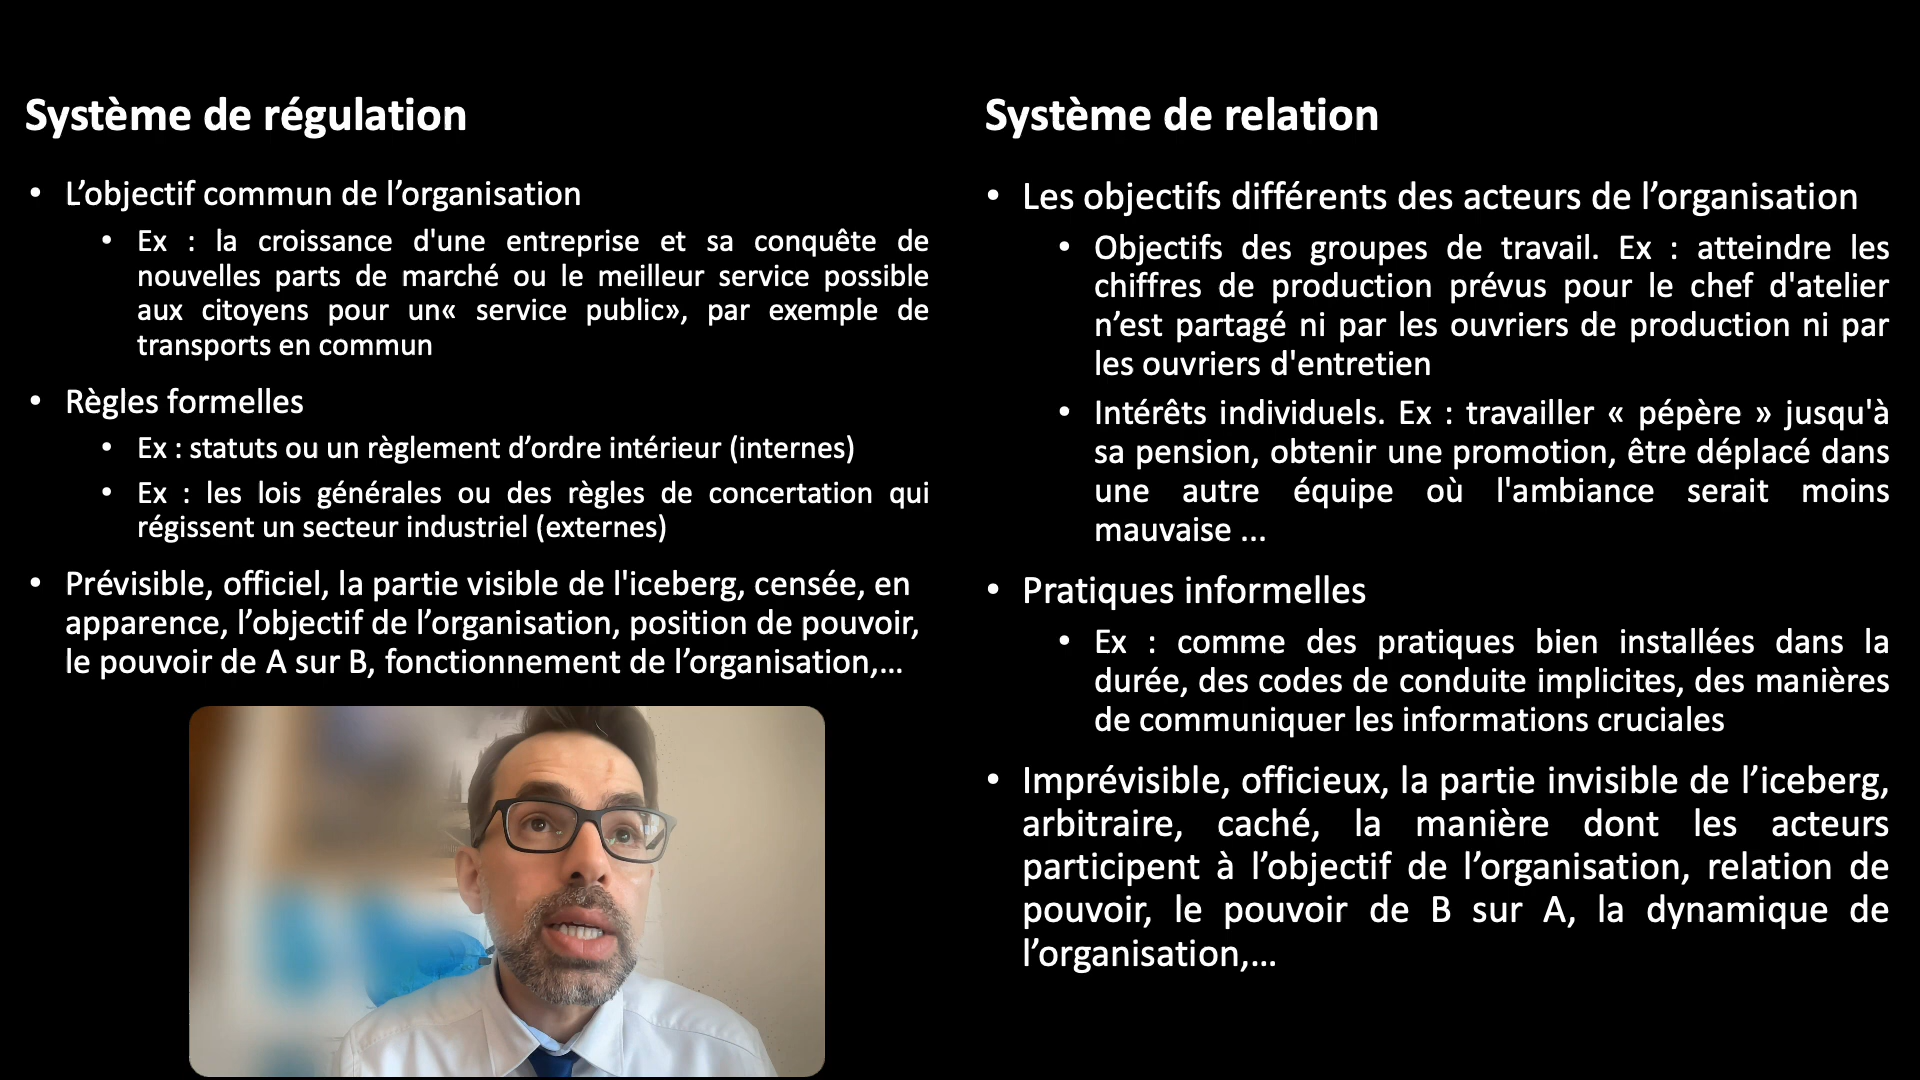 Système de régulation
• L’objectif commun de l’organisation
• Ex : la croissance d'une entreprise et sa conquête de
nouvelles parts de marché ou le meilleur service possible
aux citoyens pour un« service public», par exemple de
transports en commun
• Règles formelles
• Ex : statuts ou un règlement d’ordre intérieur (internes)
• Ex : les lois générales ou des règles de concertation qui
régissent un secteur industriel (externes)
• Prévisible, officiel, la partie visible de l'iceberg, censée, en
apparence, l’objectif de l’organisation, position de pouvoir,
le pouvoir de A sur B, fonctionnement de l’organisation,...
Système de relation
• Les objectifs différents des acteurs de l’organisation
• Objectifs des groupes de travail. Ex : atteindre les
chiffres de production prévus pour le chef d'atelier
n’est partagé ni par les ouvriers de production ni par
les ouvriers d'entretien
• Intérêts individuels. Ex : travailler « pépère » jusqu'à
sa pension, obtenir une promotion, être déplacé dans
une autre équipe où l'ambiance serait moins
mauvaise ...
• Pratiques informelles
• Ex : comme des pratiques bien installées dans la
durée, des codes de conduite implicites, des manières
de communiquer les informations cruciales
• Imprévisible, officieux, la partie invisible de l’iceberg,
arbitraire, caché, la manière dont les acteurs
participent à l’objectif de l’organisation, relation de
pouvoir, le pouvoir de B sur A, la dynamique de
l’organisation,...